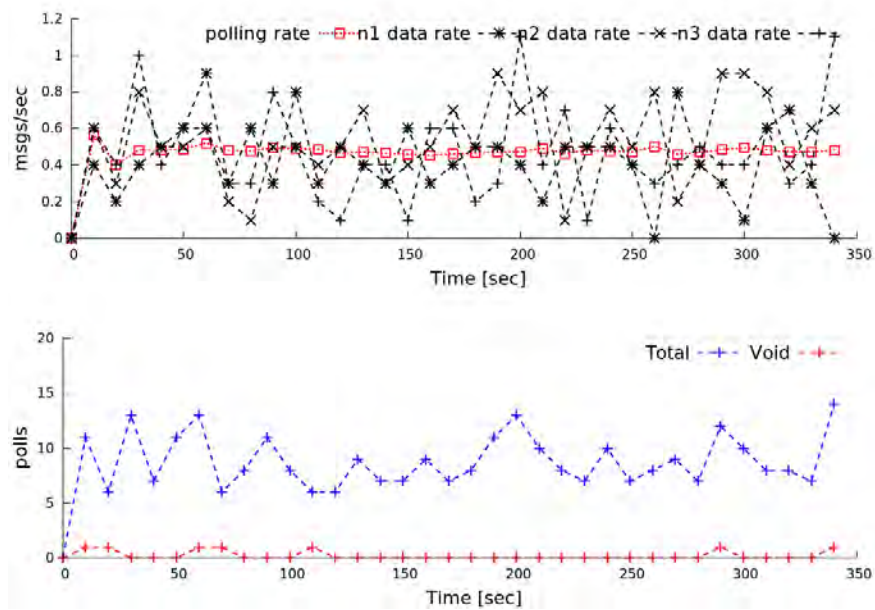 polling rate n1 data rate n2 data rate n3 data rate
1.2
1
0.8
0.6
0.4
0.2
0
msgs/sec
0 50 100 150 200 250 300 350
Time [sec]
Total Void
20
15
10
5
0
polls
0 50 100 150 200 250 300 350
Time [sec]